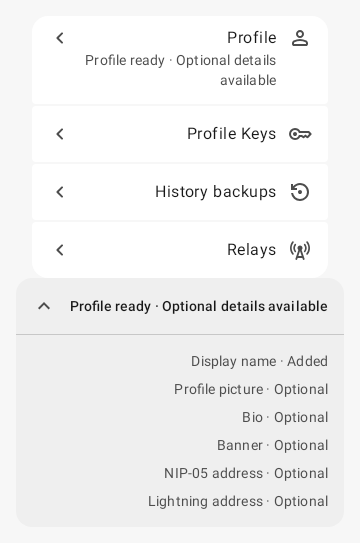 Profile
Profile ready · Optional details
available
Profile Keys
History backups
Relays
Profile ready · Optional details available
Display name · Added
Profile picture · Optional
Bio · Optional
Banner · Optional
NIP-05 address · Optional
Lightning address · Optional